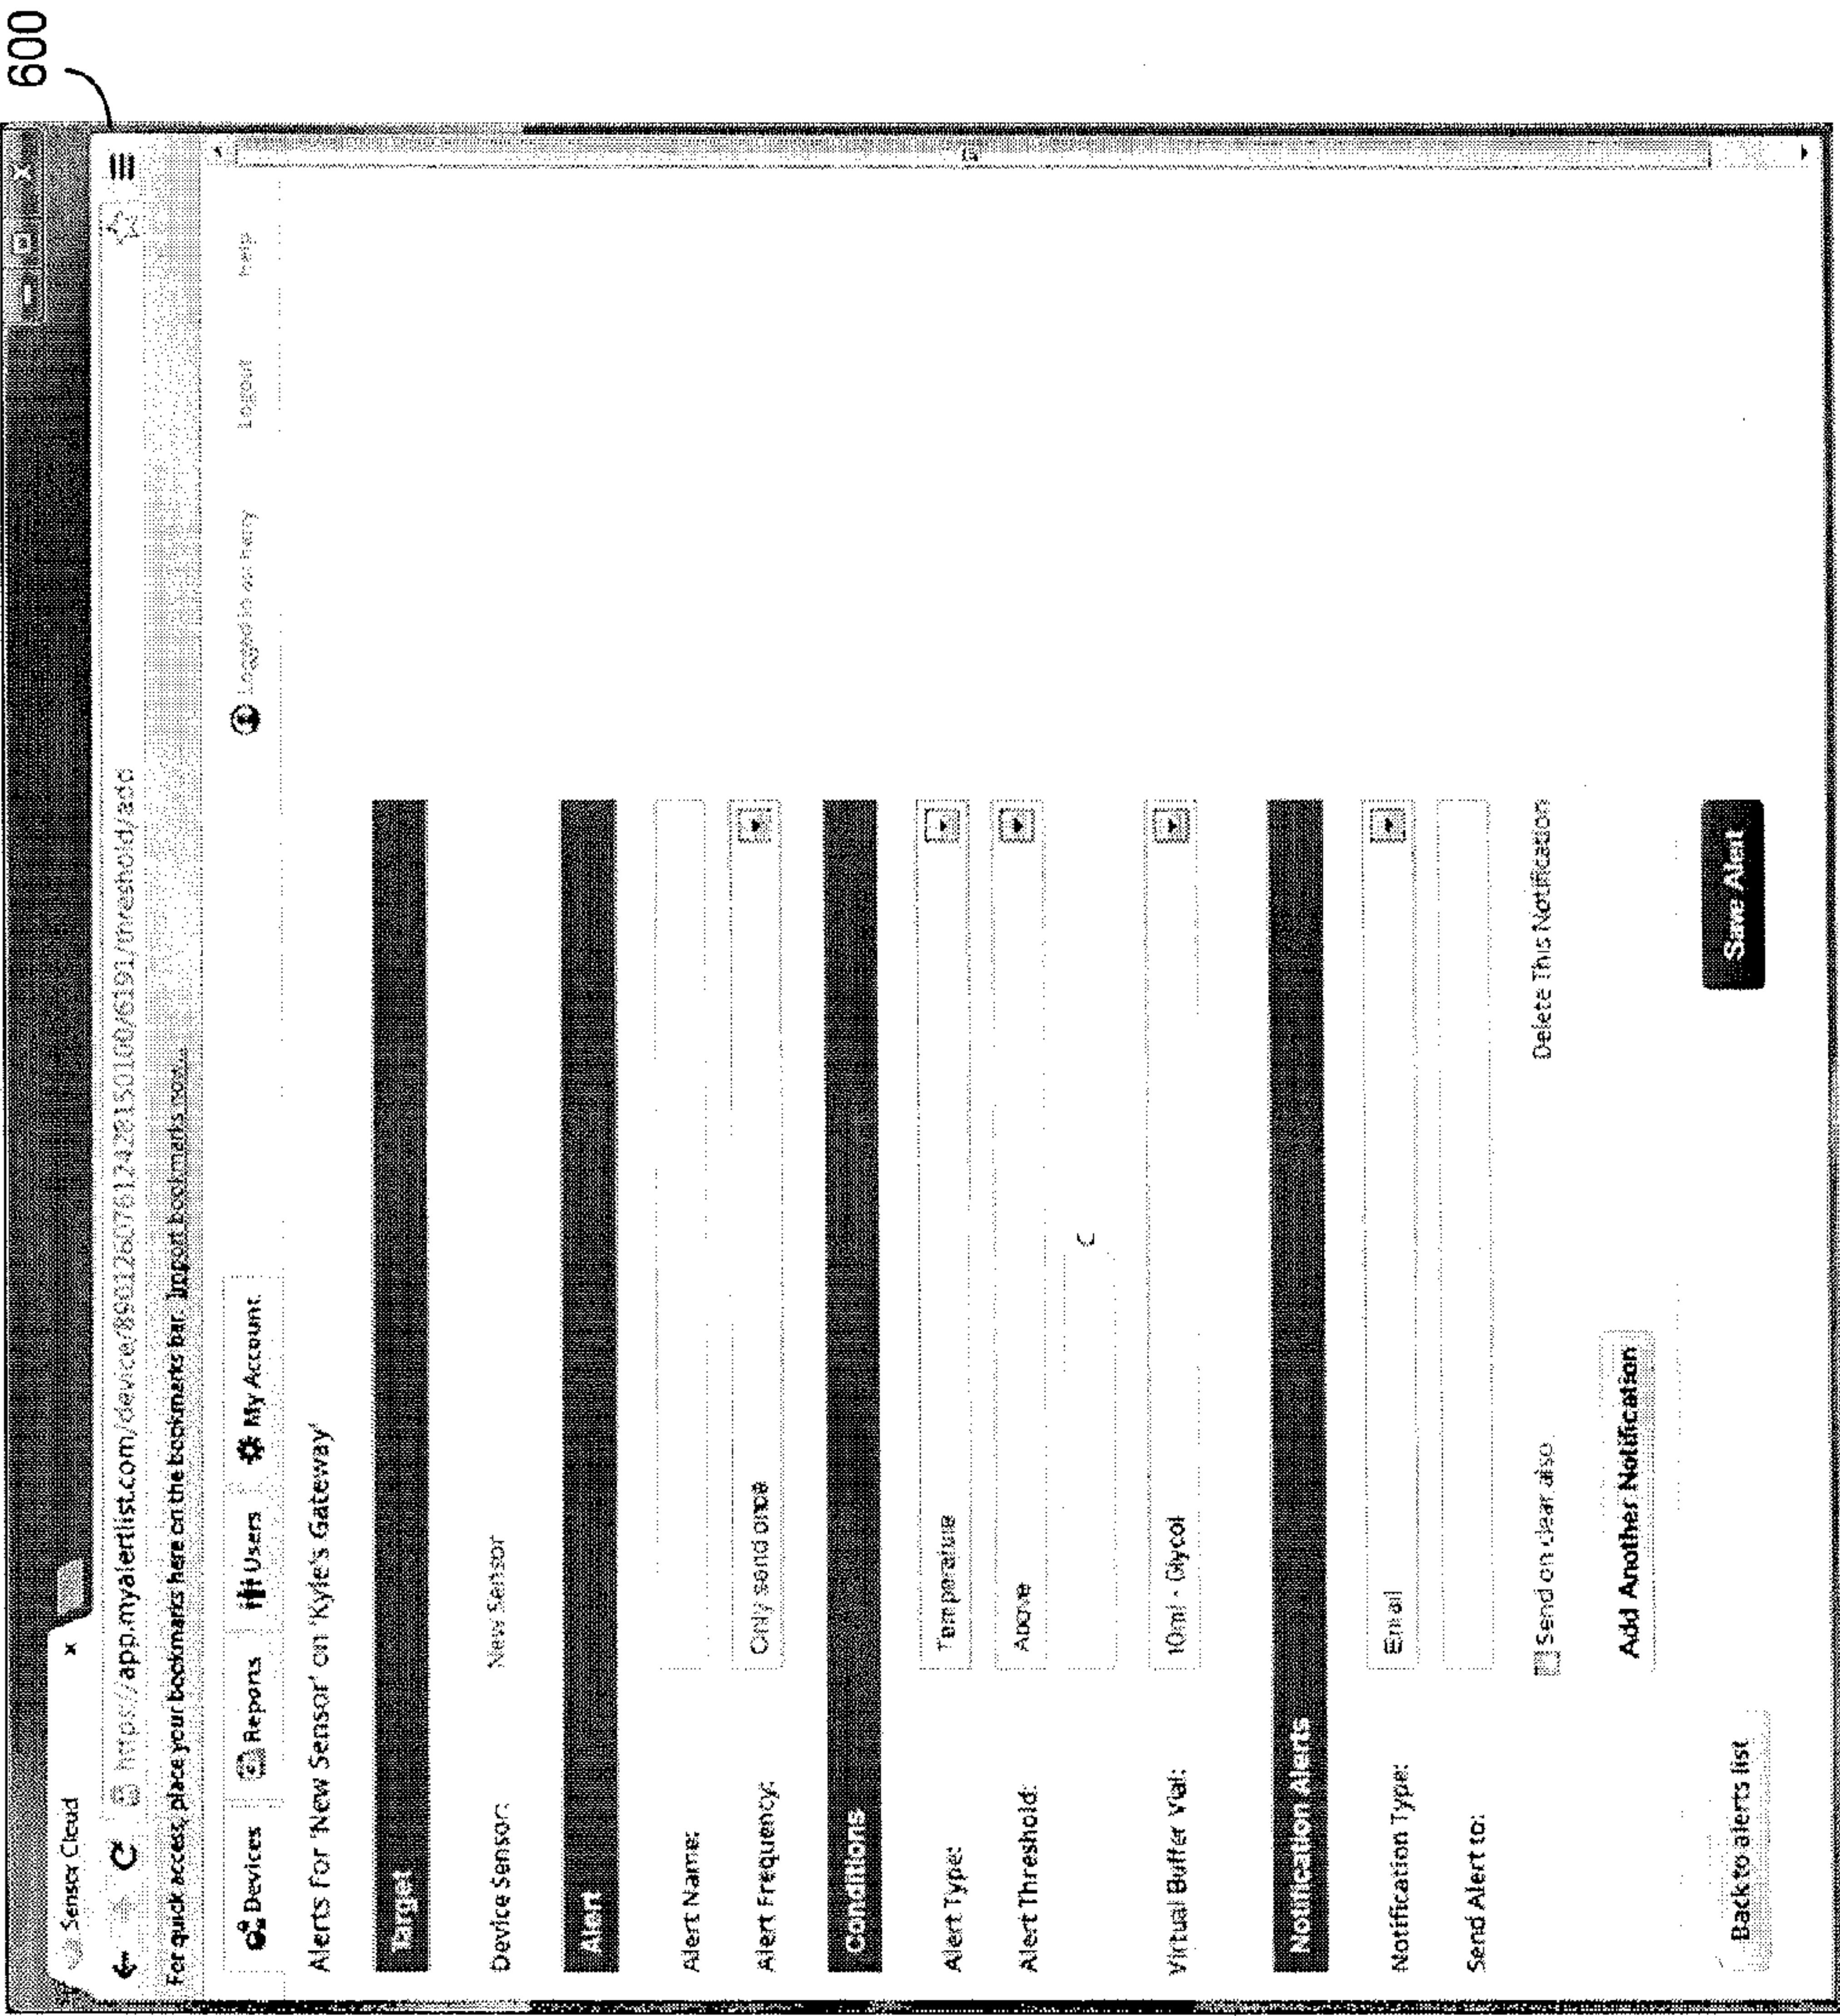 600
Sensor Cloud x
https://app.myalertlist.com/device/89012607612428150100/6191/threshold/add
For quick access, place your bookmarks here on the bookmarks bar. Import bookmarks now...
Devices Reports Users My Account Logged in as: Logout help
Alerts For 'New Sensor' on 'Kyle's Gateway'
Target
Device Sensor: New Sensor
Alert
Alert Name:
Alert Frequency: Only send once
Conditions
Alert Type: Temperature
Alert Threshold: Above
C
Virtual Buffer Vial: 10ml - Glycol
Notification Alerts
Notification Type: Email
Send Alert to:
Send on clear also Delete This Notification
Add Another Notification
Back to alerts list Save Alert